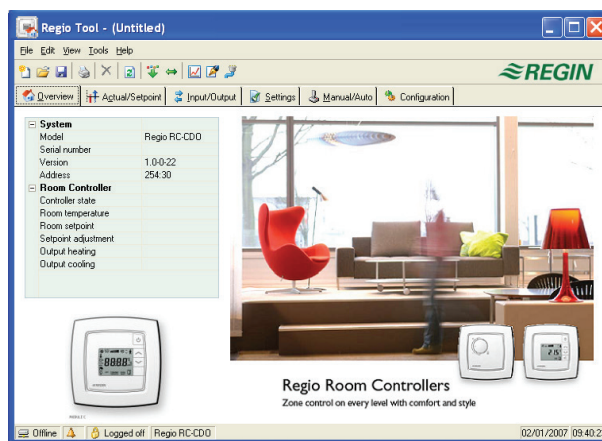 Regio Tool - (Untitled)
File Edit View Tools Help
REGIN
Overview Actual/Setpoint Input/Output Settings Manual/Auto Configuration
System
Model Regio RC-CDO
Serial number
Version 1.0-0-22
Address 254:30
Room Controller
Controller state
Room temperature
Room setpoint
Setpoint adjustment
Output heating
Output cooling
Regio Room Controllers
Zone control on every level with comfort and style
Offline Logged off Regio RC-CDO 02/01/2007 09:40:2